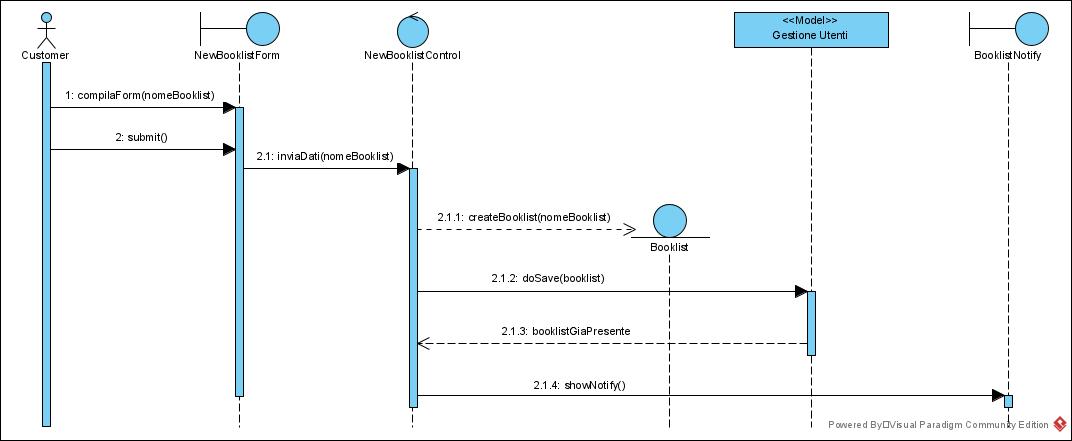 <<Model>>
Gestione Utenti
Customer
NewBooklistForm
NewBooklistControl
BooklistNotify
1: compilaForm(nomeBooklist)
2: submit()
2.1: inviaDati(nomeBooklist)
2.1.1: createBooklist(nomeBooklist)
Booklist
2.1.2: doSave(booklist)
2.1.3: booklistGiaPresente
2.1.4: showNotify()
Powered By Visual Paradigm Community Edition